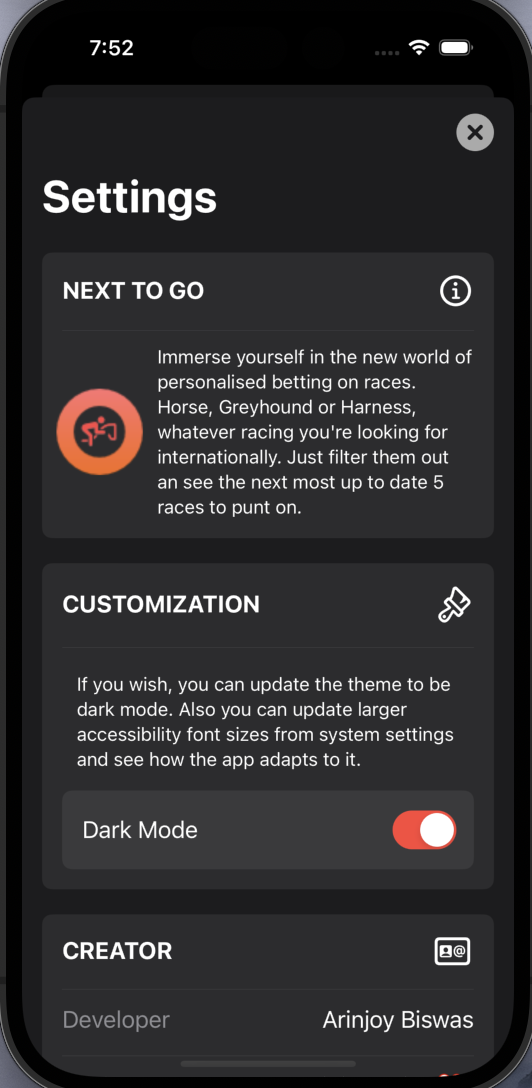 7:52
Settings
NEXT TO GO
Immerse yourself in the new world of
personalised betting on races.
Horse, Greyhound or Harness,
whatever racing you're looking for
internationally. Just filter them out
an see the next most up to date 5
races to punt on.
CUSTOMIZATION
If you wish, you can update the theme to be
dark mode. Also you can update larger
accessibility font sizes from system settings
and see how the app adapts to it.
Dark Mode
CREATOR
Developer Arinjoy Biswas